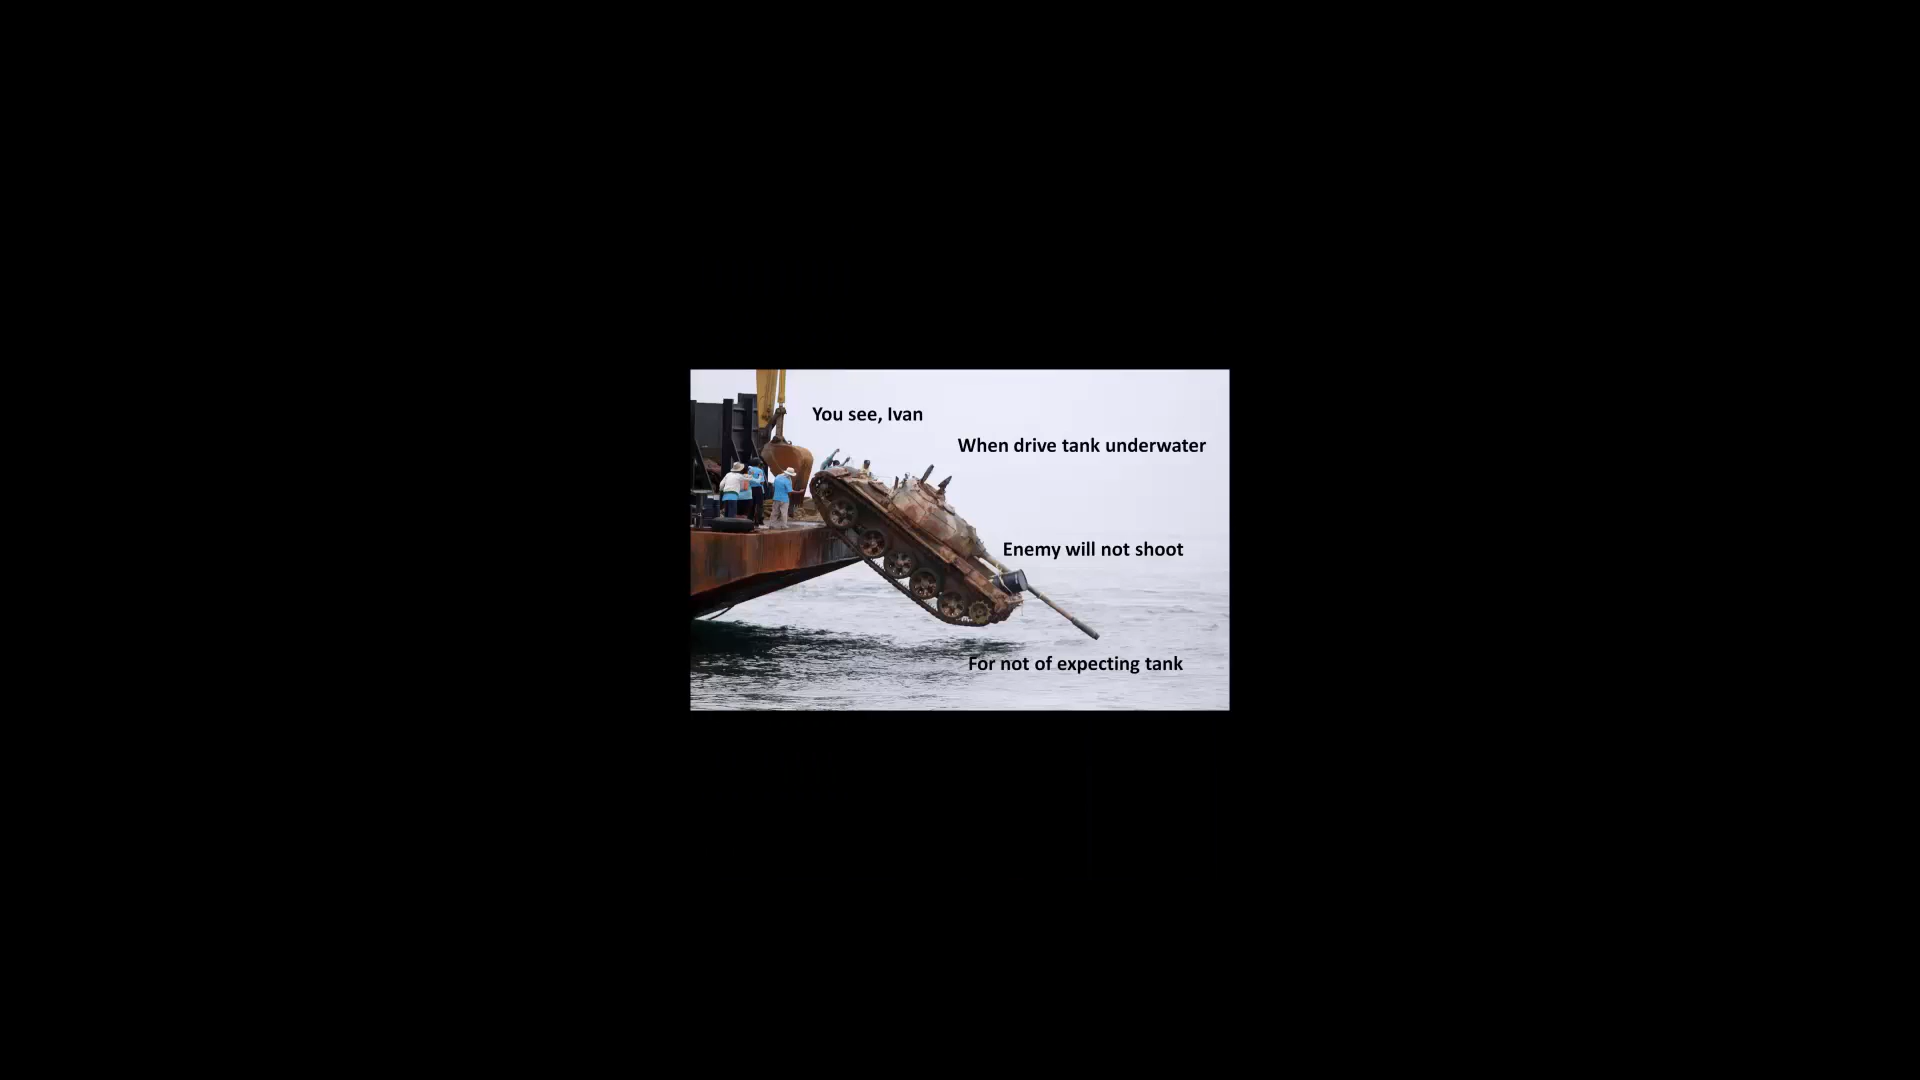 You see, Ivan
When drive tank underwater
Enemy will not shoot
For not of expecting tank